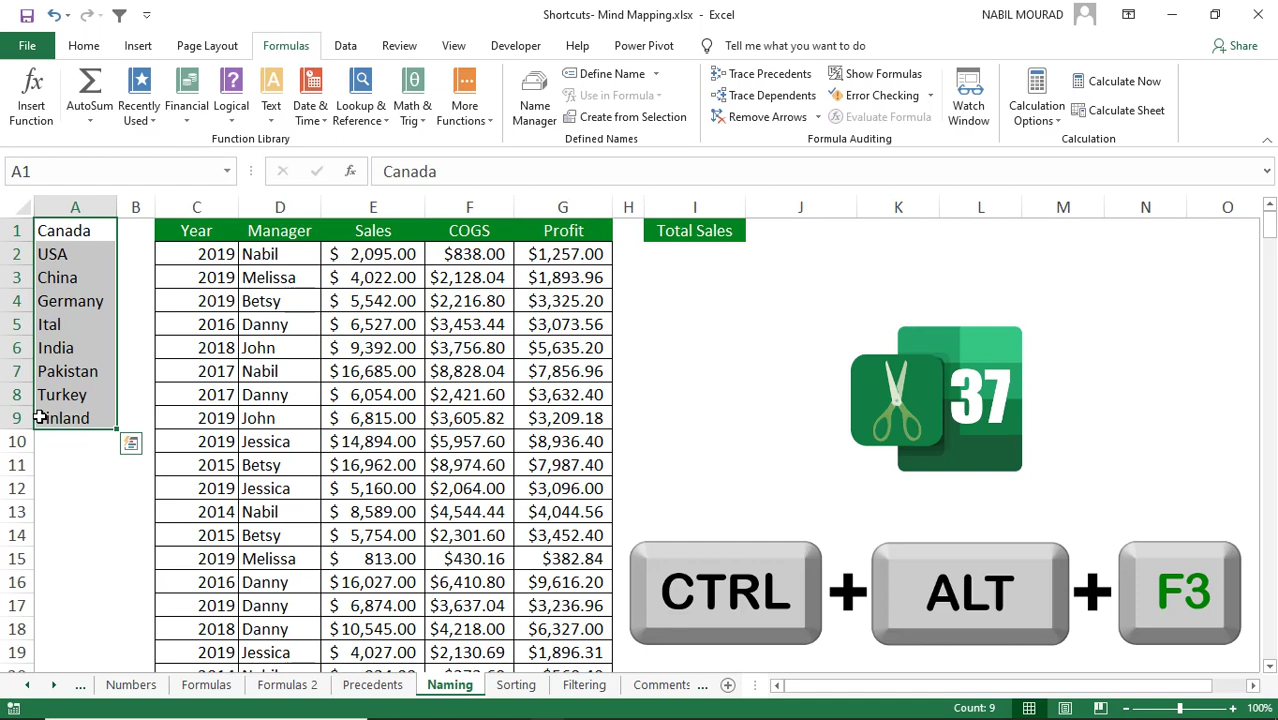 Shortcuts- Mind Mapping.xlsx - Excel
NABIL MOURAD
File Home Insert Page Layout Formulas Data Review View Developer Help Power Pivot Tell me what you want to do Share
Insert Function
AutoSum
Recently Used
Financial
Logical
Text
Date & Time
Lookup & Reference
Math & Trig
More Functions
Function Library
Name Manager
Define Name
Use in Formula
Create from Selection
Defined Names
Trace Precedents
Trace Dependents
Remove Arrows
Show Formulas
Error Checking
Evaluate Formula
Formula Auditing
Watch Window
Calculation Options
Calculate Now
Calculate Sheet
Calculation
A1 fx Canada
A B C D E F G H I J K L M N O
1 Canada Year Manager Sales COGS Profit Total Sales
2 USA 2019 Nabil $ 2,095.00 $838.00 $1,257.00
3 China 2019 Melissa $ 4,022.00 $2,128.04 $1,893.96
4 Germany 2019 Betsy $ 5,542.00 $2,216.80 $3,325.20
5 Ital 2016 Danny $ 6,527.00 $3,453.44 $3,073.56
6 India 2018 John $ 9,392.00 $3,756.80 $5,635.20
7 Pakistan 2017 Nabil $16,685.00 $8,828.04 $7,856.96
8 Turkey 2017 Danny $ 6,054.00 $2,421.60 $3,632.40
9 inland 2019 John $ 6,815.00 $3,605.82 $3,209.18
10 2019 Jessica $14,894.00 $5,957.60 $8,936.40
11 2015 Betsy $16,962.00 $8,974.60 $7,987.40
12 2019 Jessica $ 5,160.00 $2,064.00 $3,096.00
13 2014 Nabil $ 8,589.00 $4,544.44 $4,044.56
14 2015 Betsy $ 5,754.00 $2,301.60 $3,452.40
15 2019 Melissa $ 813.00 $430.16 $382.84
16 2016 Danny $16,027.00 $6,410.80 $9,616.20
17 2019 Danny $ 6,874.00 $3,637.04 $3,236.96
18 2018 Danny $10,545.00 $4,218.00 $6,327.00
19 2019 Jessica $ 4,027.00 $2,130.69 $1,896.31
37
CTRL + ALT + F3
... Numbers Formulas Formulas 2 Precedents Naming Sorting Filtering Comments ...
Count: 9 100%